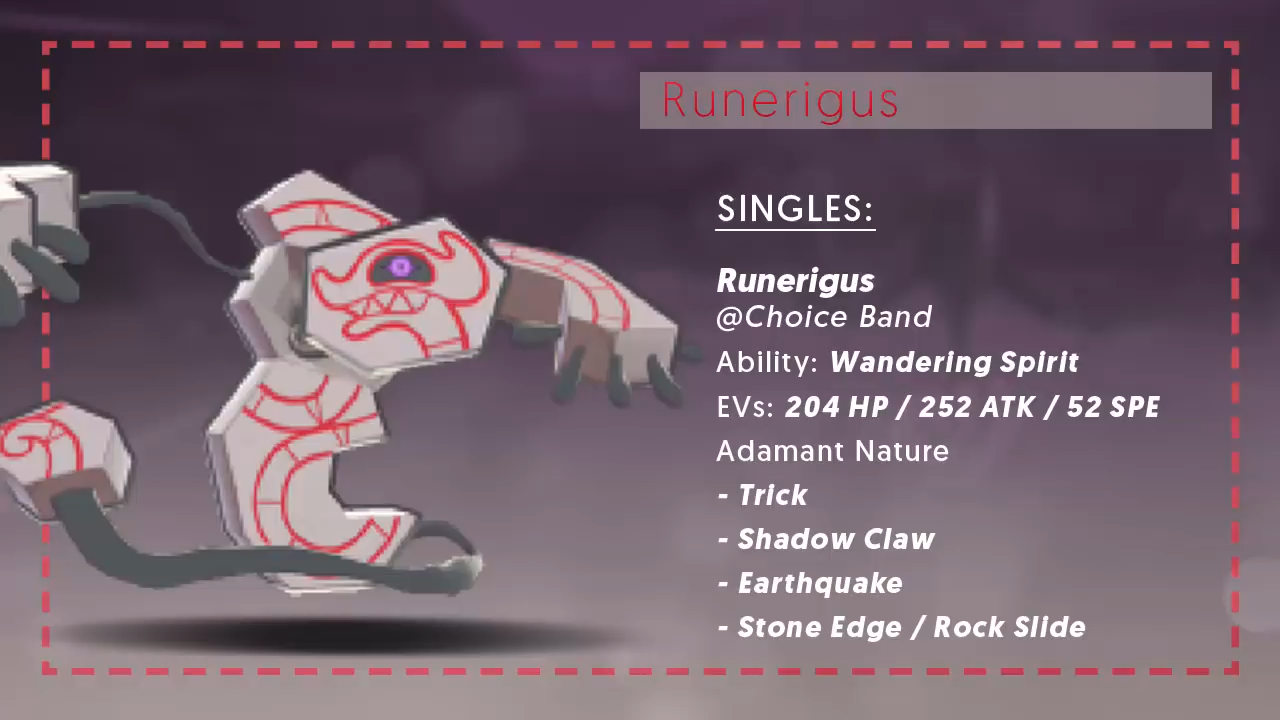 Runerigus
SINGLES:
Runerigus
@Choice Band
Ability: Wandering Spirit
EVs: 204 HP / 252 ATK / 52 SPE
Adamant Nature
- Trick
- Shadow Claw
- Earthquake
- Stone Edge / Rock Slide